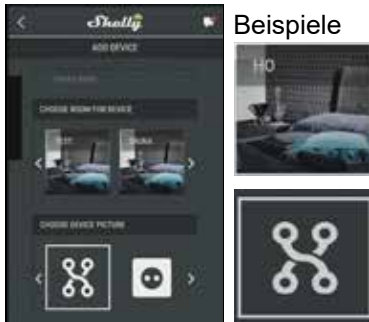 Shelly
Beispiele
ADD DEVICE
HO
CHOOSE ROOM FOR DEVICE
CHOOSE DEVICE PICTURE